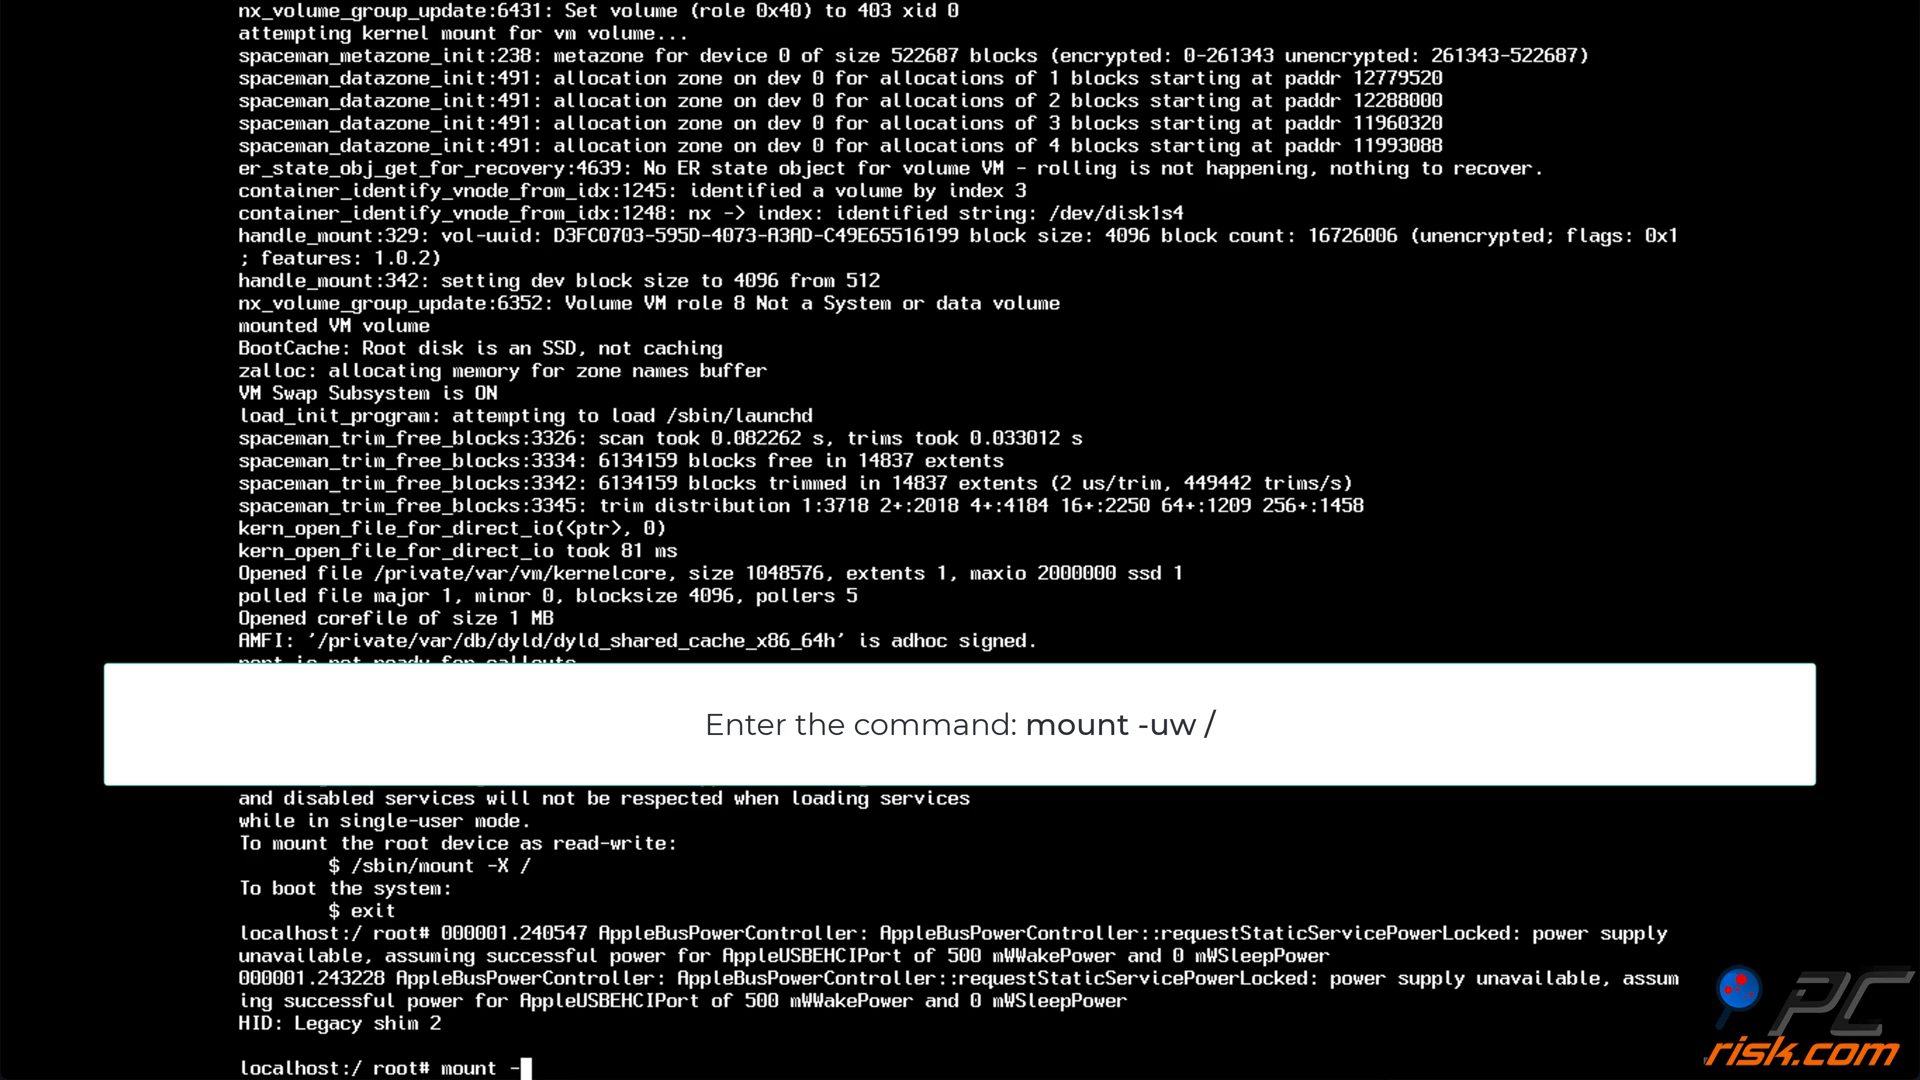 nx_volume_group_update:6431: Set volume (role 0x40) to 403 xid 0
attempting kernel mount for vm volume...
spaceman_metazone_init:238: metazone for device 0 of size 522687 blocks (encrypted: 0-261343 unencrypted: 261343-522687)
spaceman_datazone_init:491: allocation zone on dev 0 for allocations of 1 blocks starting at paddr 12779520
spaceman_datazone_init:491: allocation zone on dev 0 for allocations of 2 blocks starting at paddr 12288000
spaceman_datazone_init:491: allocation zone on dev 0 for allocations of 3 blocks starting at paddr 11960320
spaceman_datazone_init:491: allocation zone on dev 0 for allocations of 4 blocks starting at paddr 11993088
er_state_obj_get_for_recovery:4639: No ER state object for volume VM - rolling is not happening, nothing to recover.
container_identify_vnode_from_idx:1245: identified a volume by index 3
container_identify_vnode_from_idx:1248: nx -> index: identified string: /dev/disk1s4
handle_mount:329: vol-uuid: D3FC0703-595D-4073-A3AD-C49E65516199 block size: 4096 block count: 16726006 (unencrypted; flags: 0x1
; features: 1.0.2)
handle_mount:342: setting dev block size to 4096 from 512
nx_volume_group_update:6352: Volume VM role 8 Not a System or data volume
mounted VM volume
BootCache: Root disk is an SSD, not caching
zalloc: allocating memory for zone names buffer
VM Swap Subsystem is ON
load_init_program: attempting to load /sbin/launchd
spaceman_trim_free_blocks:3326: scan took 0.082262 s, trims took 0.033012 s
spaceman_trim_free_blocks:3334: 6134159 blocks free in 14837 extents
spaceman_trim_free_blocks:3342: 6134159 blocks trimmed in 14837 extents (2 us/trim, 449442 trims/s)
spaceman_trim_free_blocks:3345: trim distribution 1:3718 2+:2018 4+:4184 16+:2250 64+:1209 256+:1458
kern_open_file_for_direct_io(<ptr>, 0)
kern_open_file_for_direct_io took 81 ms
Opened file /private/var/vm/kernelcore, size 1048576, extents 1, maxio 2000000 ssd 1
polled file major 1, minor 0, blocksize 4096, pollers 5
Opened corefile of size 1 MB
AMFI: '/private/var/db/dyld/dyld_shared_cache_x86_64h' is adhoc signed.
Enter the command: mount -uw /
and disabled services will not be respected when loading services
while in single-user mode.
To mount the root device as read-write:
$ /sbin/mount -X /
To boot the system:
$ exit
localhost:/ root# 000001.240547 AppleBusPowerController: AppleBusPowerController::requestStaticServicePowerLocked: power supply
unavailable, assuming successful power for AppleUSBEHCIPort of 500 mWWakePower and 0 mWSleepPower
000001.243228 AppleBusPowerController: AppleBusPowerController::requestStaticServicePowerLocked: power supply unavailable, assum
ing successful power for AppleUSBEHCIPort of 500 mWWakePower and 0 mWSleepPower
HID: Legacy shim 2
localhost:/ root# mount -
PC
risk.com